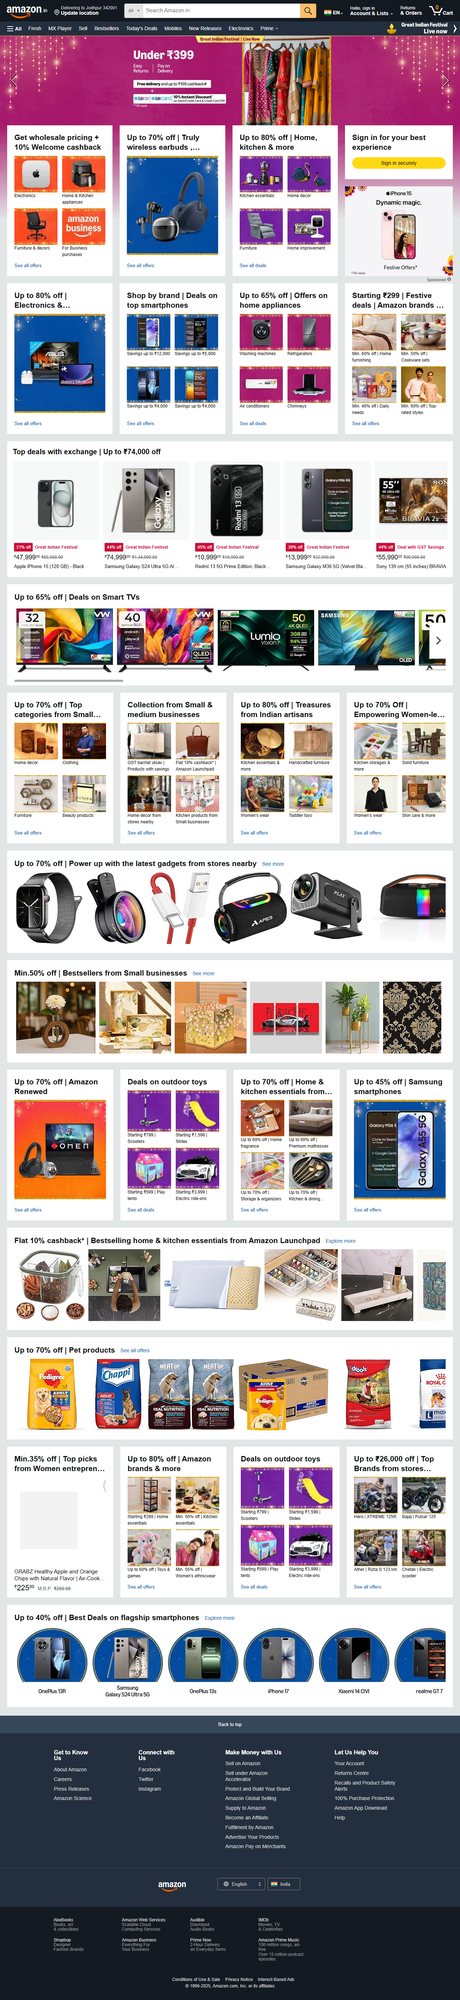 amazon.in
Delivering to Jodhpur 342001
Update location
All
Search Amazon.in
EN
Hello, sign in
Account & Lists
Returns
& Orders
0
Cart
All
Fresh
MX Player
Sell
Bestsellers
Today's Deals
Mobiles
New Releases
Electronics
Prime
Great Indian Festival
Live now
Great Indian Festival | Live Now
Under ₹399
Easy
Returns
Pay on
Delivery
Free delivery and up to ₹100 cashback*
10% Instant Discount*
Get wholesale pricing +
10% Welcome cashback
Electronics
Home & Kitchen
appliances
amazon
business
Furniture & decors
For Business
purchases
See all offers
Up to 70% off | Truly
wireless earbuds ,…
See all offers
Up to 80% off | Home,
kitchen & more
Kitchen essentials
Home decor
Furniture
Home improvement
See all deals
Sign in for your best
experience
Sign in securely
iPhone 15
Dynamic magic.
Festive Offers*
Sponsored
Up to 80% off |
Electronics &…
See all offers
Shop by brand | Deals on
top smartphones
Savings up to ₹12,000
Savings up to ₹5,000
Savings up to ₹4,000
Savings up to ₹4,000
See all offers
Up to 65% off | Offers on
home appliances
Washing machines
Refrigerators
Air conditioners
Chimneys
See all deals
Starting ₹299 | Festive
deals | Amazon brands …
Min. 60% off | Home
furnishing
Min. 50% off |
Cookware sets
Min. 40% off | Daily
needs
Min. 60% off | Top-
rated styles
See all offers
Top deals with exchange | Up to ₹74,000 off
31% off Great Indian Festival
₹47,999
Apple iPhone 15 (128 GB) - Black
44% off Great Indian Festival
₹74,999
Samsung Galaxy S24 Ultra 5G AI…
45% off Great Indian Festival
₹10,999
Redmi 13 5G Prime Edition, Black…
39% off Great Indian Festival
₹13,999
Samsung Galaxy M36 5G (Velvet Bla…
44% off Deal with GST Savings
₹55,990
Sony 139 cm (55 inches) BRAVIA
Up to 65% off | Deals on Smart TVs
32
VW
40
VW
QLED
Lumio
VISION 7
50
SAMSUNG
QLED
50
Up to 70% off | Top
categories from Small…
Home decor
Clothing
Furniture
Beauty products
See all offers
Collection from Small &
medium businesses
GST bachat utsav |
Products with savings
Flat 10% cashback* |
Amazon Launchpad
Home decor from
stores nearby
Kitchen products from
Small businesses
See all offers
Up to 80% off | Treasures
from Indian artisans
Kitchen essentials &
more
Handcrafted furniture
Women's wear
Toddler toys
See all offers
Up to 70% Off |
Empowering Women-le…
Kitchen storages &
more
Solid furniture
Women's wear
Skin care & more
See all offers
Up to 70% off | Power up with the latest gadgets from stores nearby See more
Min.50% off | Bestsellers from Small businesses See more
Up to 70% off | Amazon
Renewed
OMEN
See all offers
Deals on outdoor toys
Starting ₹799 |
Scooters
Starting ₹1,599 |
Slides
Starting ₹599 | Play
tents
Starting ₹3,999 |
Electric ride-ons
See all deals
Up to 70% off | Home &
kitchen essentials from…
Up to 60% off | Home
fragrance
Up to 60% off |
Premium mattresses
Up to 70% off |
Storage & organizers
Up to 70% off |
Kitchen & dining…
See all offers
Up to 45% off | Samsung
smartphones
Galaxy A55 5G
See all offers
Flat 10% cashback* | Bestselling home & kitchen essentials from Amazon Launchpad Explore more
Up to 70% off | Pet products See all offers
Pedigree
Chappi
MEAT UP
MEAT UP
Pedigree
drools
ROYAL C
Min.35% off | Top picks
from Women entrepren…
GRABZ Healthy Apple and Orange
Chips with Natural Flavor | Air-Cook…
₹225 M.R.P.
Up to 80% off | Amazon
brands & more
Starting ₹299 | Home
essentials
Min. 50% off | Kitchen
essentials
Up to 60% off | Toys &
games
Min. 55% off |
Women's ethnicwear
See all offers
Deals on outdoor toys
Starting ₹799 |
Scooters
Starting ₹1,599 |
Slides
Starting ₹599 | Play
tents
Starting ₹3,999 |
Electric ride-ons
See all deals
Up to ₹26,000 off | Top
Brands from stores…
Hero | XTREME 125R
Bajaj | Pulsar 125
Ather | Rizta S 123 km
Chetak | Electric
scooter
See all offers
Up to 40% off | Best Deals on flagship smartphones Explore more
OnePlus 13R
Samsung
Galaxy S24 Ultra 5G
OnePlus 13s
iPhone 17
Xiaomi 14 CIVI
realme GT 7
Back to top
Get to Know
Us
About Amazon
Careers
Press Releases
Amazon Science
Connect with
Us
Facebook
Twitter
Instagram
Make Money with Us
Sell on Amazon
Sell under Amazon
Accelerator
Protect and Build Your Brand
Amazon Global Selling
Supply to Amazon
Become an Affiliate
Fulfilment by Amazon
Advertise Your Products
Amazon Pay on Merchants
Let Us Help You
Your Account
Returns Centre
Recalls and Product Safety
Alerts
100% Purchase Protection
Amazon App Download
Help
amazon
English
India
AbeBooks
Books, art
& collectibles
Amazon Web Services
Scalable Cloud
Computing Services
Audible
Download
Audio Books
IMDb
Movies, TV
& Celebrities
Shopbop
Designer
Fashion Brands
Amazon Business
Everything For
Your Business
Prime Now
2-Hour Delivery
on Everyday Items
Amazon Prime Music
100 million songs, ad-
free
Over 15 million podcast
episodes
Conditions of Use & Sale
Privacy Notice
Interest-Based Ads
© 1996-2025, Amazon.com, Inc. or its affiliates